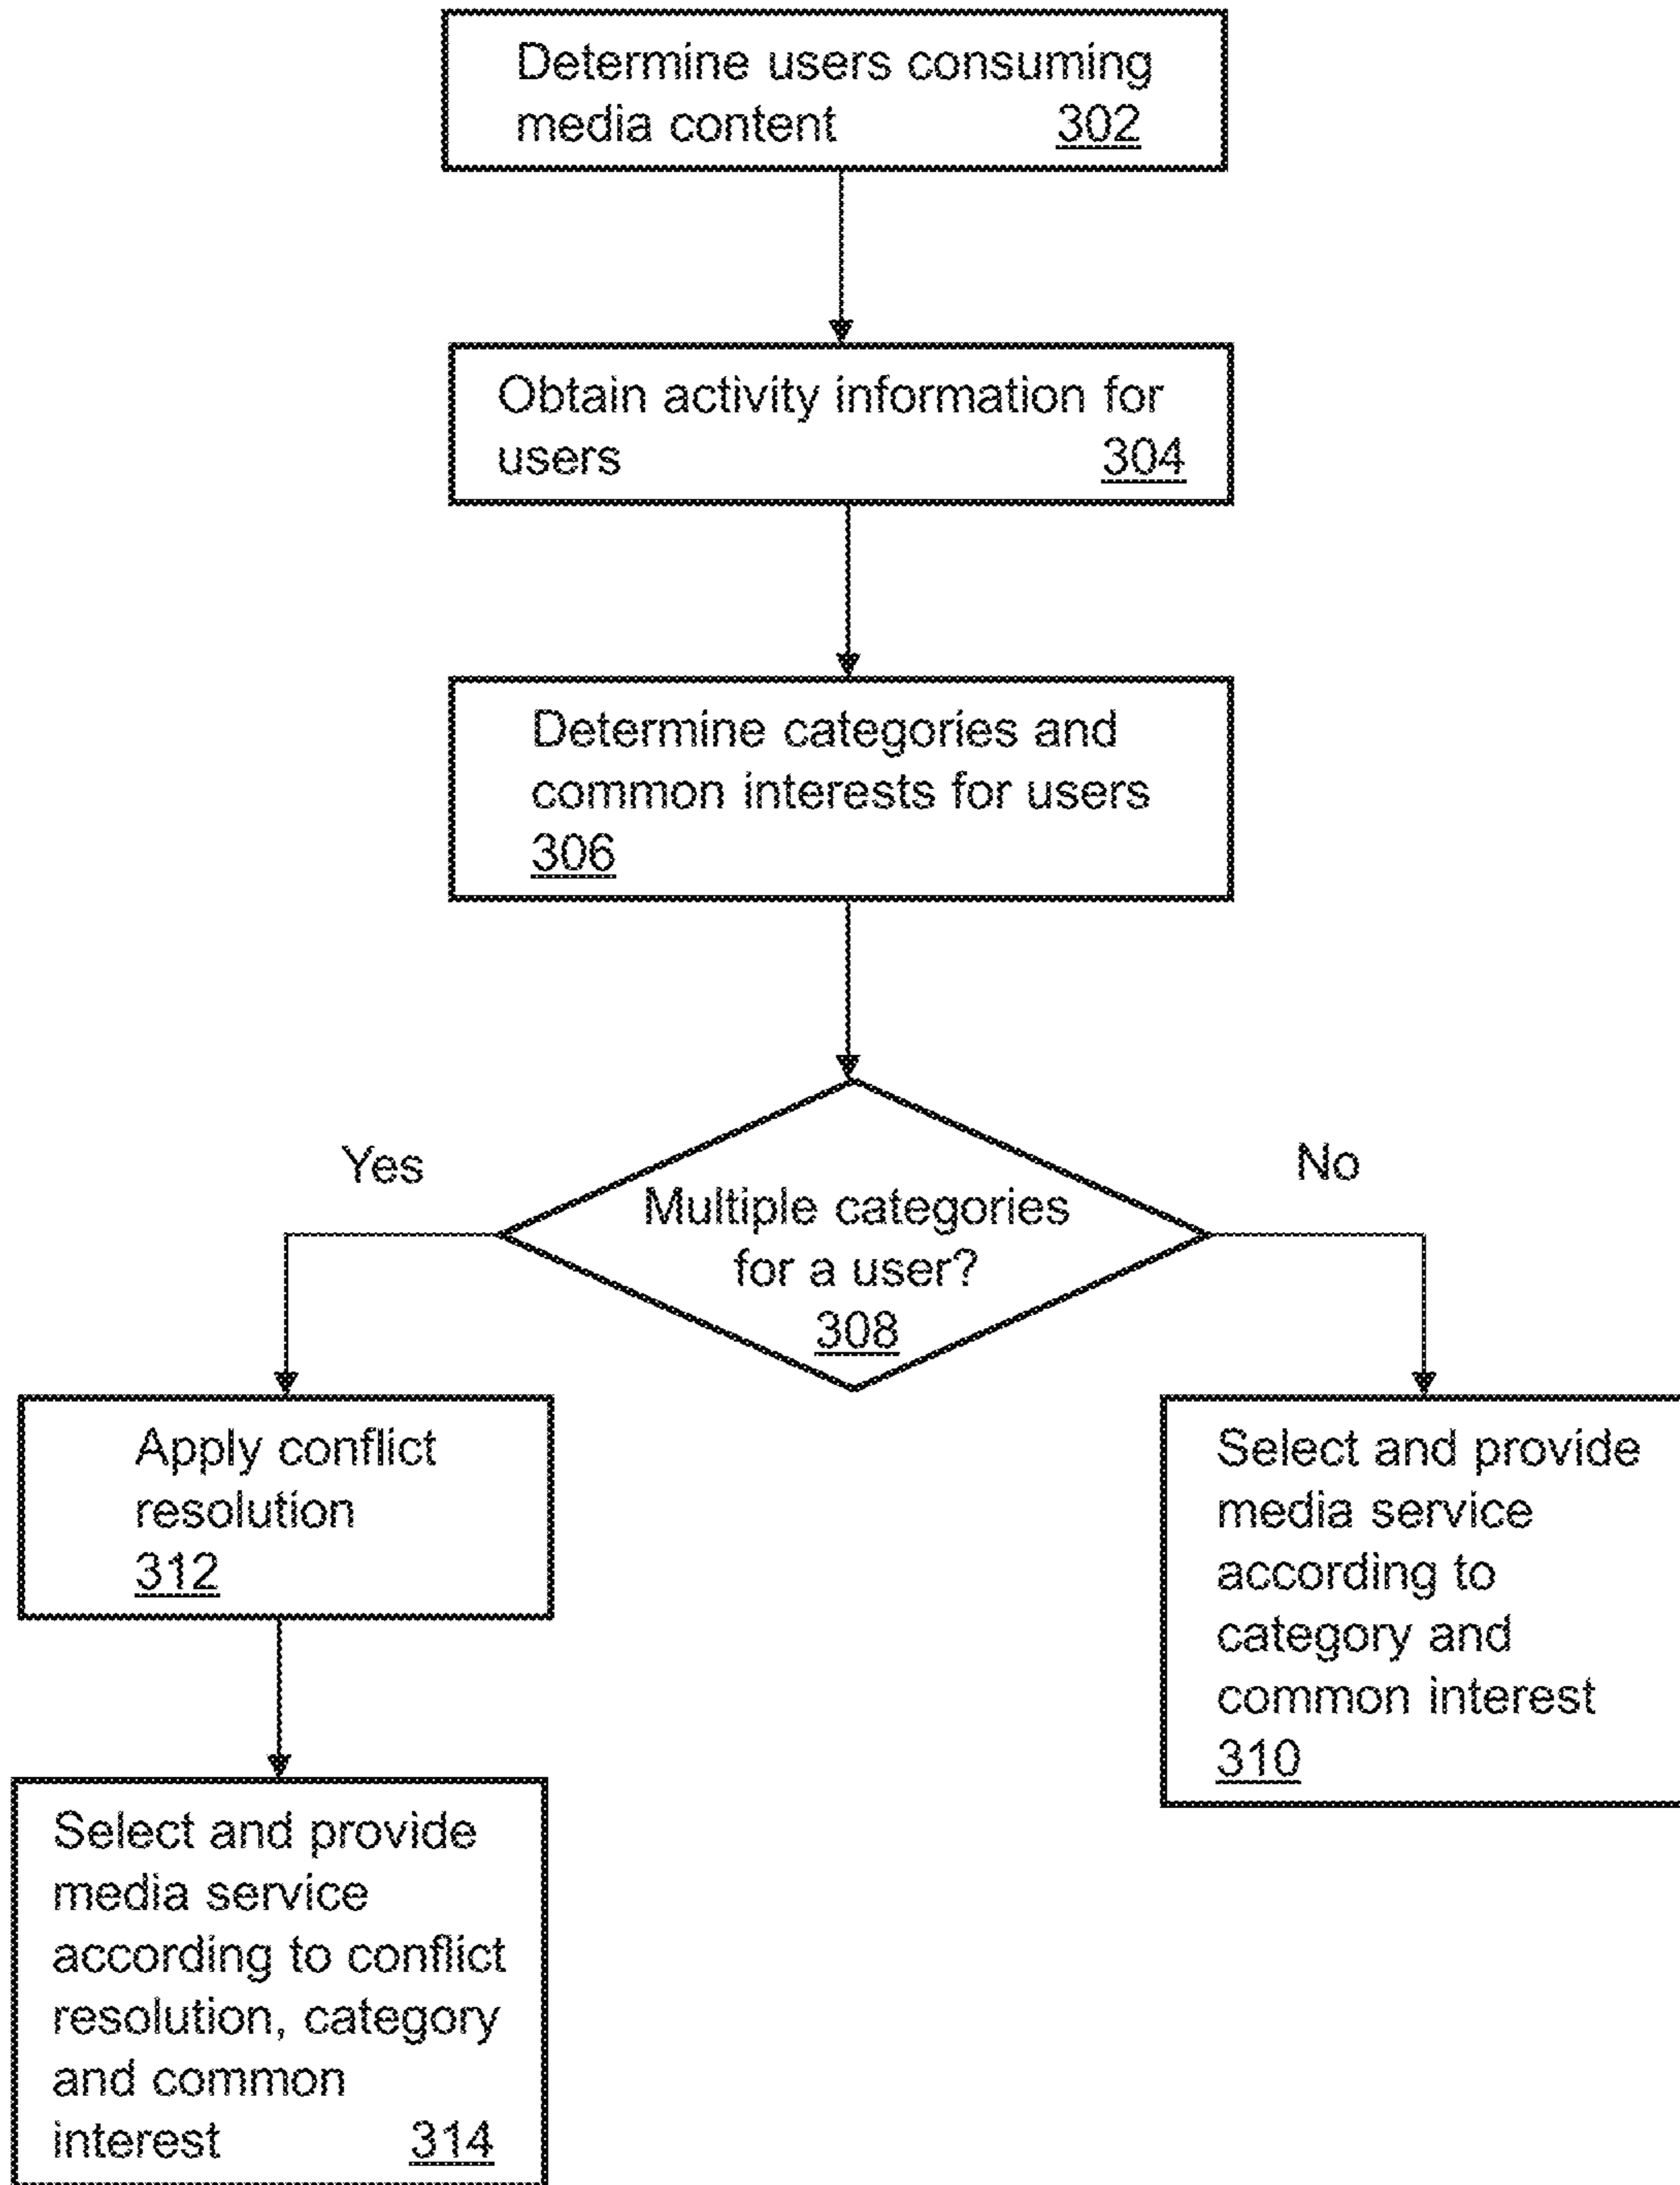 Determine users consuming
media content 302
Obtain activity information for
users 304
Determine categories and
common interests for users
306
Yes
No
Multiple categories
for a user?
308
Apply conflict
resolution
312
Select and provide
media service
according to
category and
common interest
310
Select and provide
media service
according to conflict
resolution, category
and common
interest 314